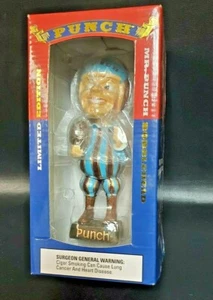 PUNCH
LIMITED EDITION
MR. PUNCH
Punch
SURGEON GENERAL WARNING:
Cigar Smoking Can Cause Lung
Cancer And Heart Disease.